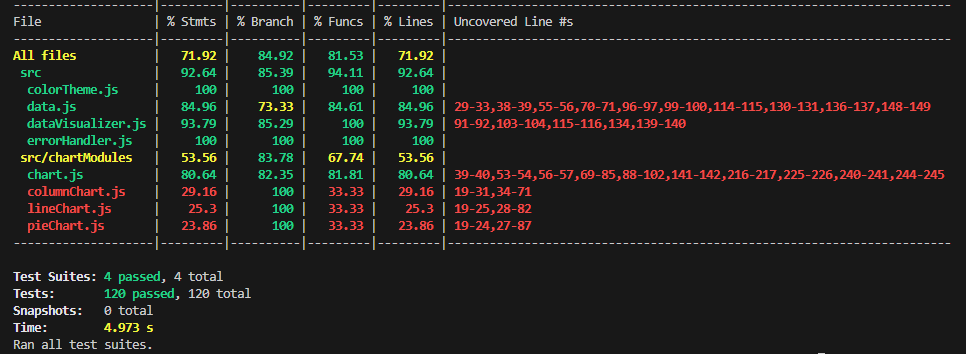 File | % Stmts | % Branch | % Funcs | % Lines | Uncovered Line #s
All files | 71.92 | 84.92 | 81.53 | 71.92 |
src | 92.64 | 85.39 | 94.11 | 92.64 |
colorTheme.js | 100 | 100 | 100 | 100 |
data.js | 84.96 | 73.33 | 84.61 | 84.96 | 29-33,38-39,55-56,70-71,96-97,99-100,114-115,130-131,136-137,148-149
dataVisualizer.js | 93.79 | 85.29 | 100 | 93.79 | 91-92,103-104,115-116,134,139-140
errorHandler.js | 100 | 100 | 100 | 100 |
src/chartModules | 53.56 | 83.78 | 67.74 | 53.56 |
chart.js | 80.64 | 82.35 | 81.81 | 80.64 | 39-40,53-54,56-57,69-85,88-102,141-142,216-217,225-226,240-241,244-245
columnChart.js | 29.16 | 100 | 33.33 | 29.16 | 19-31,34-71
lineChart.js | 25.3 | 100 | 33.33 | 25.3 | 19-25,28-82
pieChart.js | 23.86 | 100 | 33.33 | 23.86 | 19-24,27-87
Test Suites: 4 passed, 4 total
Tests: 120 passed, 120 total
Snapshots: 0 total
Time: 4.973 s
Ran all test suites.